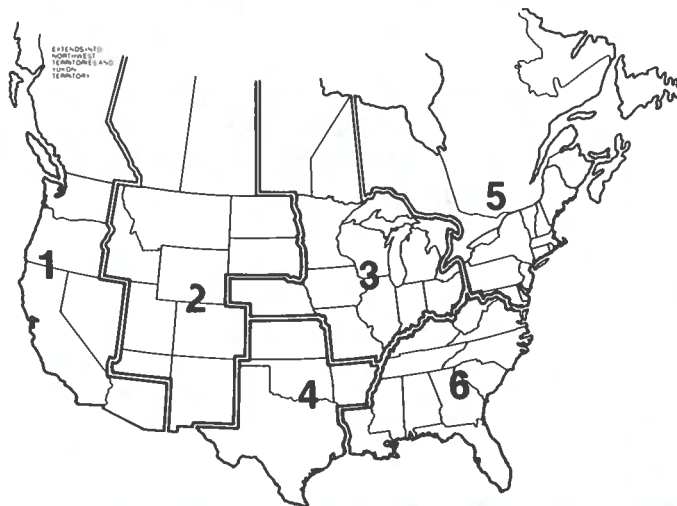 EXTENDS INTO
NORTHWEST
TERRITORIES AND
YUKON
TERRITORY
5
1
2
3
4
6